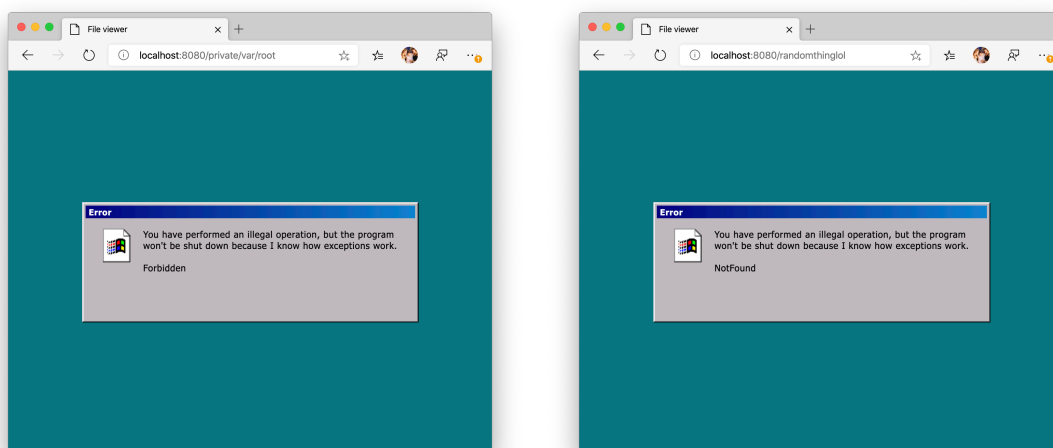 File viewer
localhost:8080/private/var/root
Error
You have performed an illegal operation, but the program
won't be shut down because I know how exceptions work.
Forbidden
File viewer
localhost:8080/randomthinglol
Error
You have performed an illegal operation, but the program
won't be shut down because I know how exceptions work.
NotFound